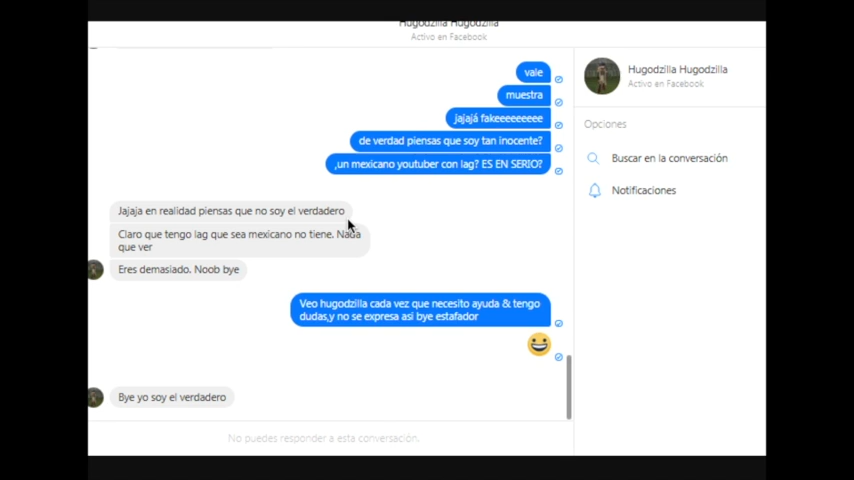 Hugodzilla Hugodzilla
Activo en Facebook
vale
muestra
jajajá fakeeeeeeeee
de verdad piensas que soy tan inocente?
,un mexicano youtuber con lag? ES EN SERIO?
Jajaja en realidad piensas que no soy el verdadero
Claro que tengo lag que sea mexicano no tiene. Nada
que ver
Eres demasiado. Noob bye
Veo hugodzilla cada vez que necesito ayuda & tengo
dudas,y no se expresa asi bye estafador
Bye yo soy el verdadero
No puedes responder a esta conversación.
Hugodzilla Hugodzilla
Activo en Facebook
Opciones
Buscar en la conversación
Notificaciones